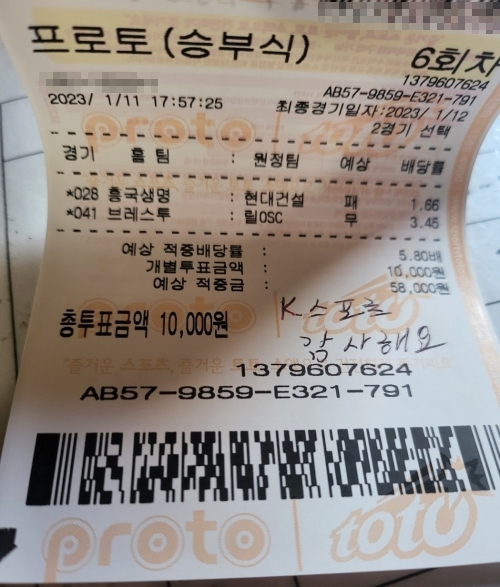 프로토(승부식) 6회차
1379607624
AB57-9859-E321-791
2023/ 1/11 17:57:25 최종경기일자:2023/ 1/12
2경기 선택
경기 홈 팀 : 원정팀 예상 배당률
*028 흥국생명 : 현대건설 패 1.66
*041 브레스투 : 릴OSC 무 3.45
예상 적중배당률 : 5.80배
개별투표금액 : 10,000원
예상 적중금 : 58,000원
총투표금액 10,000원
K스포츠
감사해요
1379607624
AB57-9859-E321-791
proto toto